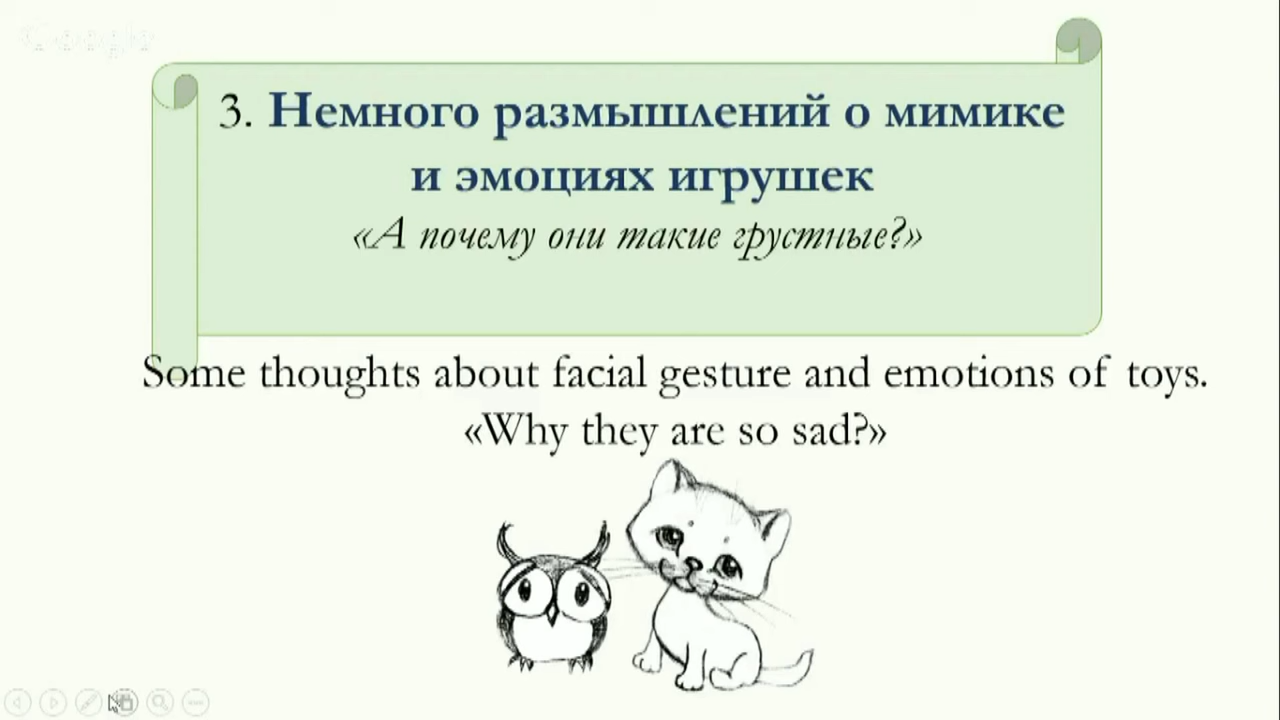 Google
3. Немного размышлений о мимике
и эмоциях игрушек
«А почему они такие грустные?»
Some thoughts about facial gesture and emotions of toys.
«Why they are so sad?»